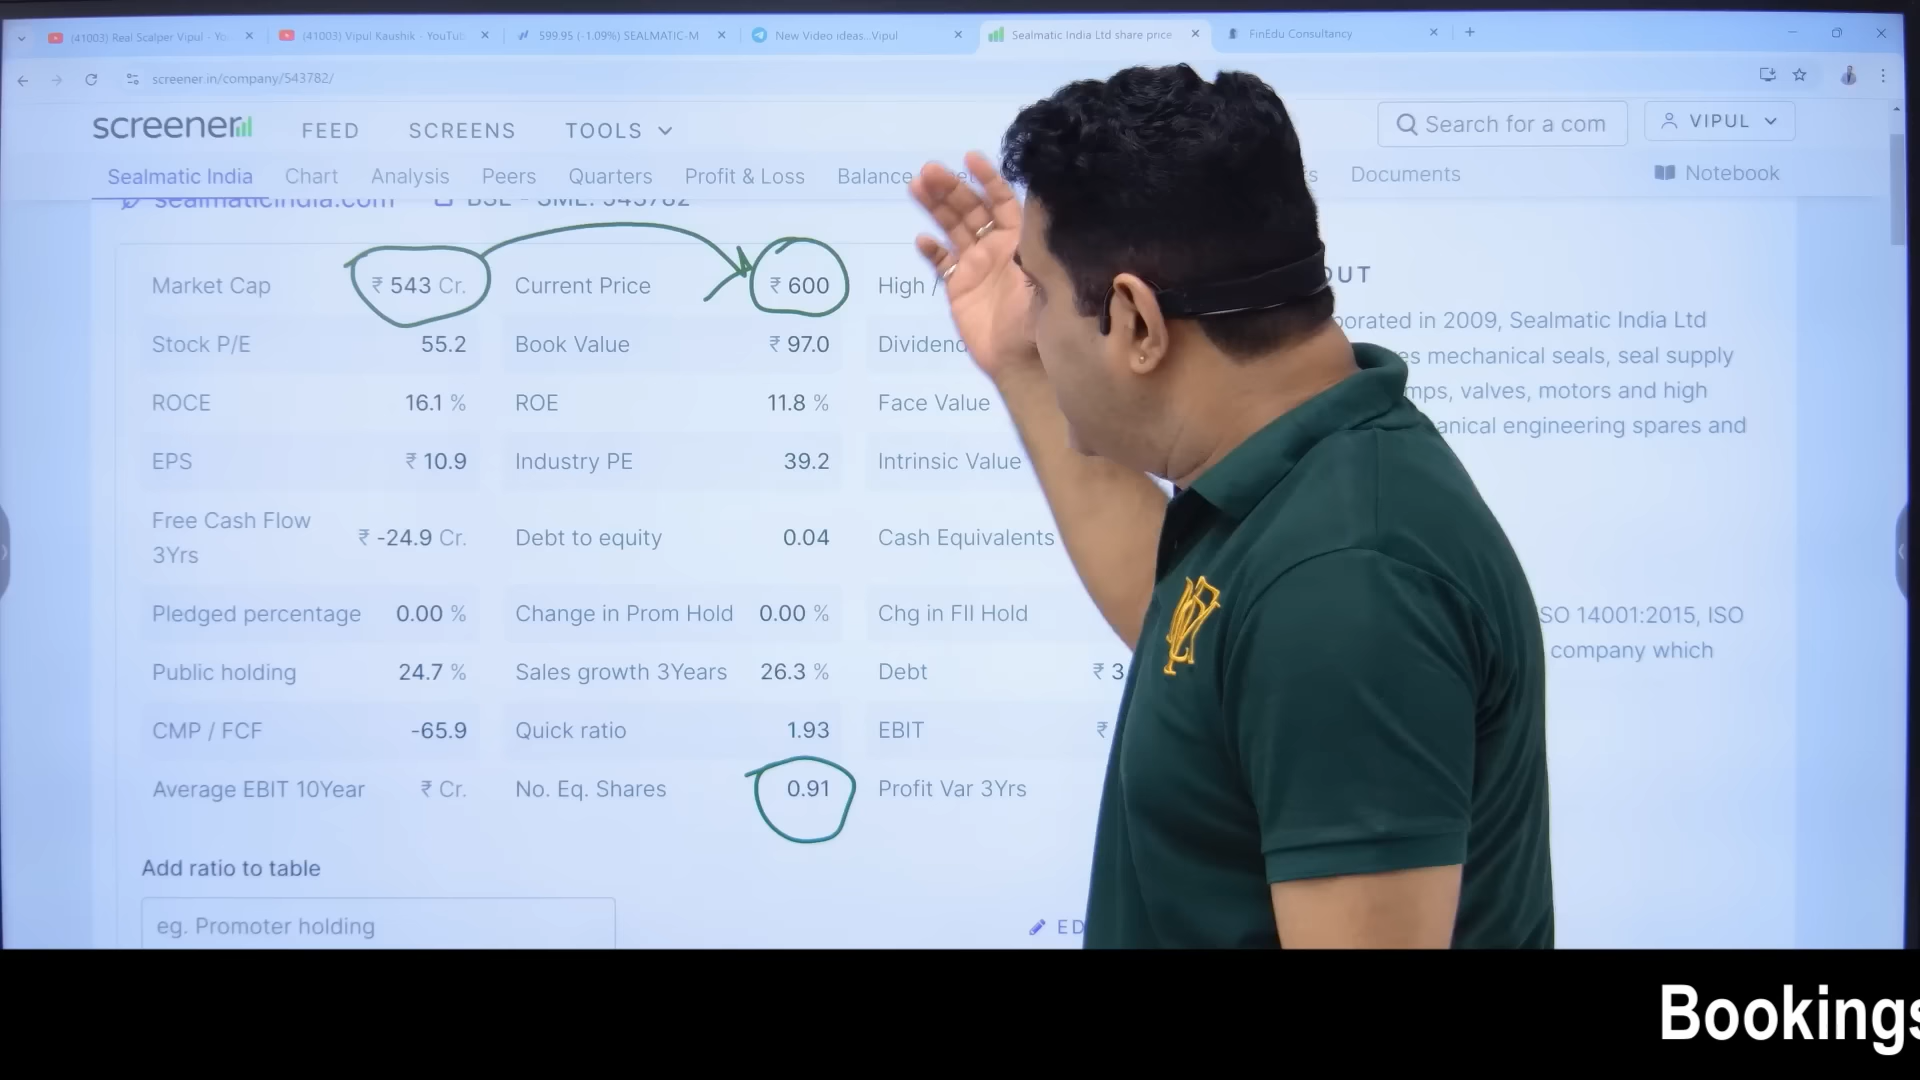 (41003) Real Scalper Vipul - Yo
(41003) Vipul Kaushik - YouTub
599.95 (-1.09%) SEALMATIC-M
New Video ideas...Vipul
Sealmatic India Ltd share price
FinEdu Consultancy
screener.in/company/543782/
screener
FEED
SCREENS
TOOLS
Search for a com
VIPUL
Sealmatic India
Chart
Analysis
Peers
Quarters
Profit & Loss
Balance
Documents
Notebook
sealmaticindia.com
BSE - SME: 543782
Market Cap ₹ 543 Cr. Current Price ₹ 600 High /
Stock P/E 55.2 Book Value ₹ 97.0 Dividend
ROCE 16.1 % ROE 11.8 % Face Value
EPS ₹ 10.9 Industry PE 39.2 Intrinsic Value
Free Cash Flow
3Yrs ₹ -24.9 Cr. Debt to equity 0.04 Cash Equivalents
Pledged percentage 0.00 % Change in Prom Hold 0.00 % Chg in FII Hold
Public holding 24.7 % Sales growth 3Years 26.3 % Debt ₹ 3
CMP / FCF -65.9 Quick ratio 1.93 EBIT ₹
Average EBIT 10Year ₹ Cr. No. Eq. Shares 0.91 Profit Var 3Yrs
Add ratio to table
eg. Promoter holding
ED
OUT
porated in 2009, Sealmatic India Ltd
es mechanical seals, seal supply
mps, valves, motors and high
anical engineering spares and
SO 14001:2015, ISO
company which
Bookings